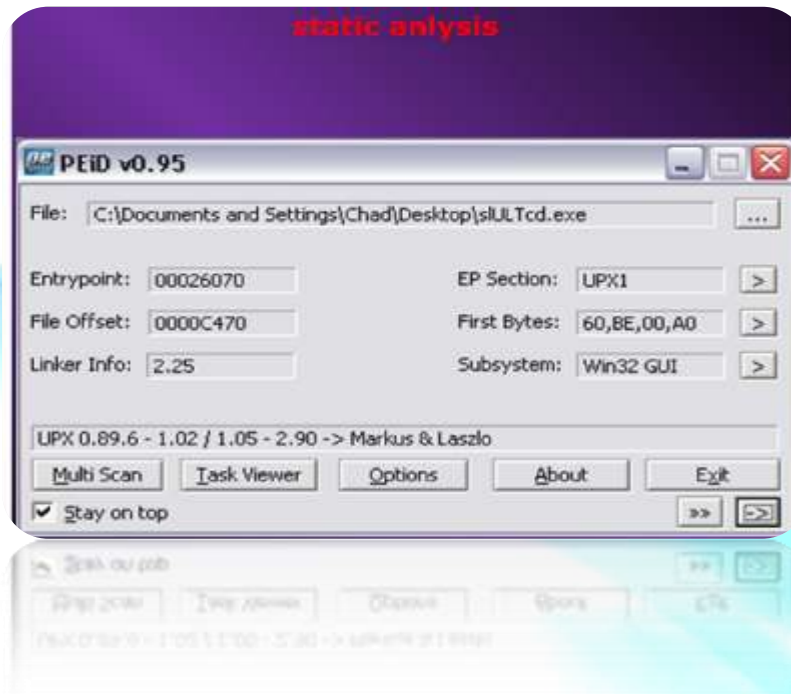 static anlysis
PEiD v0.95
File: C:\Documents and Settings\Chad\Desktop\slULTcd.exe ...
Entrypoint: 00026070 EP Section: UPX1 >
File Offset: 0000C470 First Bytes: 60,BE,00,A0 >
Linker Info: 2.25 Subsystem: Win32 GUI >
UPX 0.89.6 - 1.02 / 1.05 - 2.90 -> Markus & Laszlo
Multi Scan Task Viewer Options About Exit
Stay on top >> ->